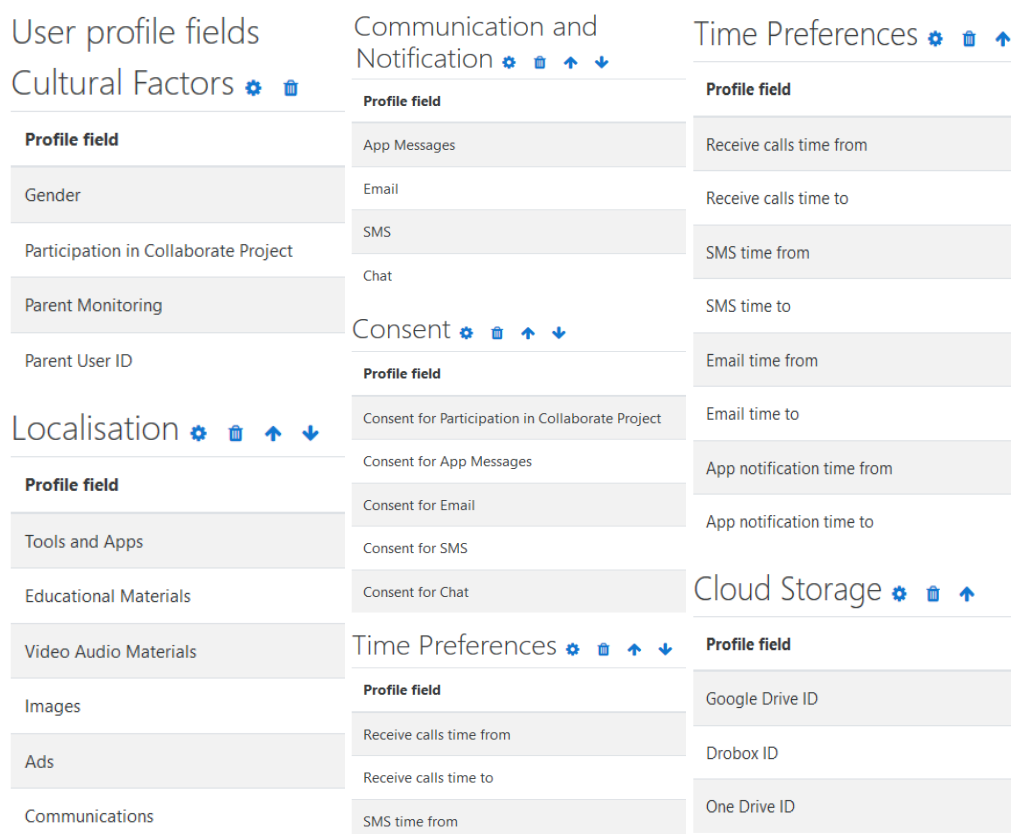 User profile fields
Cultural Factors
Profile field
Gender
Participation in Collaborate Project
Parent Monitoring
Parent User ID
Localisation
Profile field
Tools and Apps
Educational Materials
Video Audio Materials
Images
Ads
Communications
Communication and
Notification
Profile field
App Messages
Email
SMS
Chat
Consent
Profile field
Consent for Participation in Collaborate Project
Consent for App Messages
Consent for Email
Consent for SMS
Consent for Chat
Time Preferences
Profile field
Receive calls time from
Receive calls time to
SMS time from
Time Preferences
Profile field
Receive calls time from
Receive calls time to
SMS time from
SMS time to
Email time from
Email time to
App notification time from
App notification time to
Cloud Storage
Profile field
Google Drive ID
Drobox ID
One Drive ID